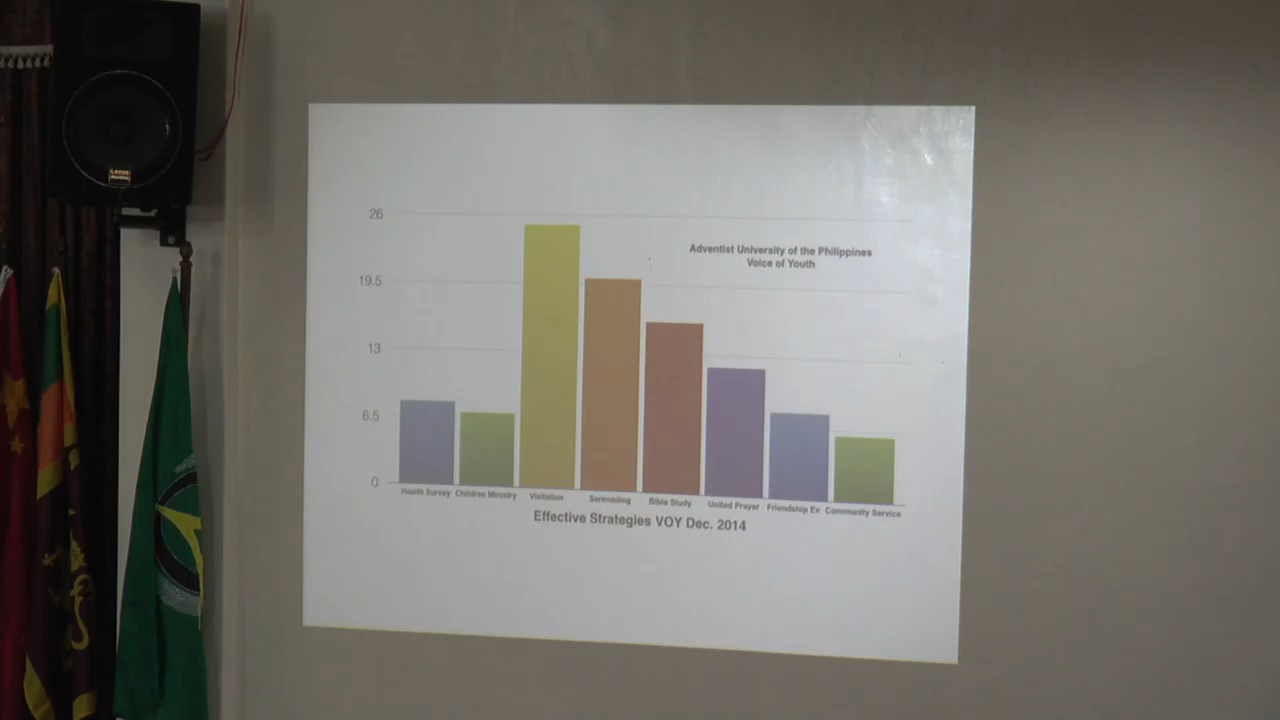 26
Adventist University of the Philippines
Voice of Youth
19.5
13
6.5
0
Health Survey Children Ministry Visitation Serenading Bible Study United Prayer Friendship Ev Community Service
Effective Strategies VOY Dec. 2014